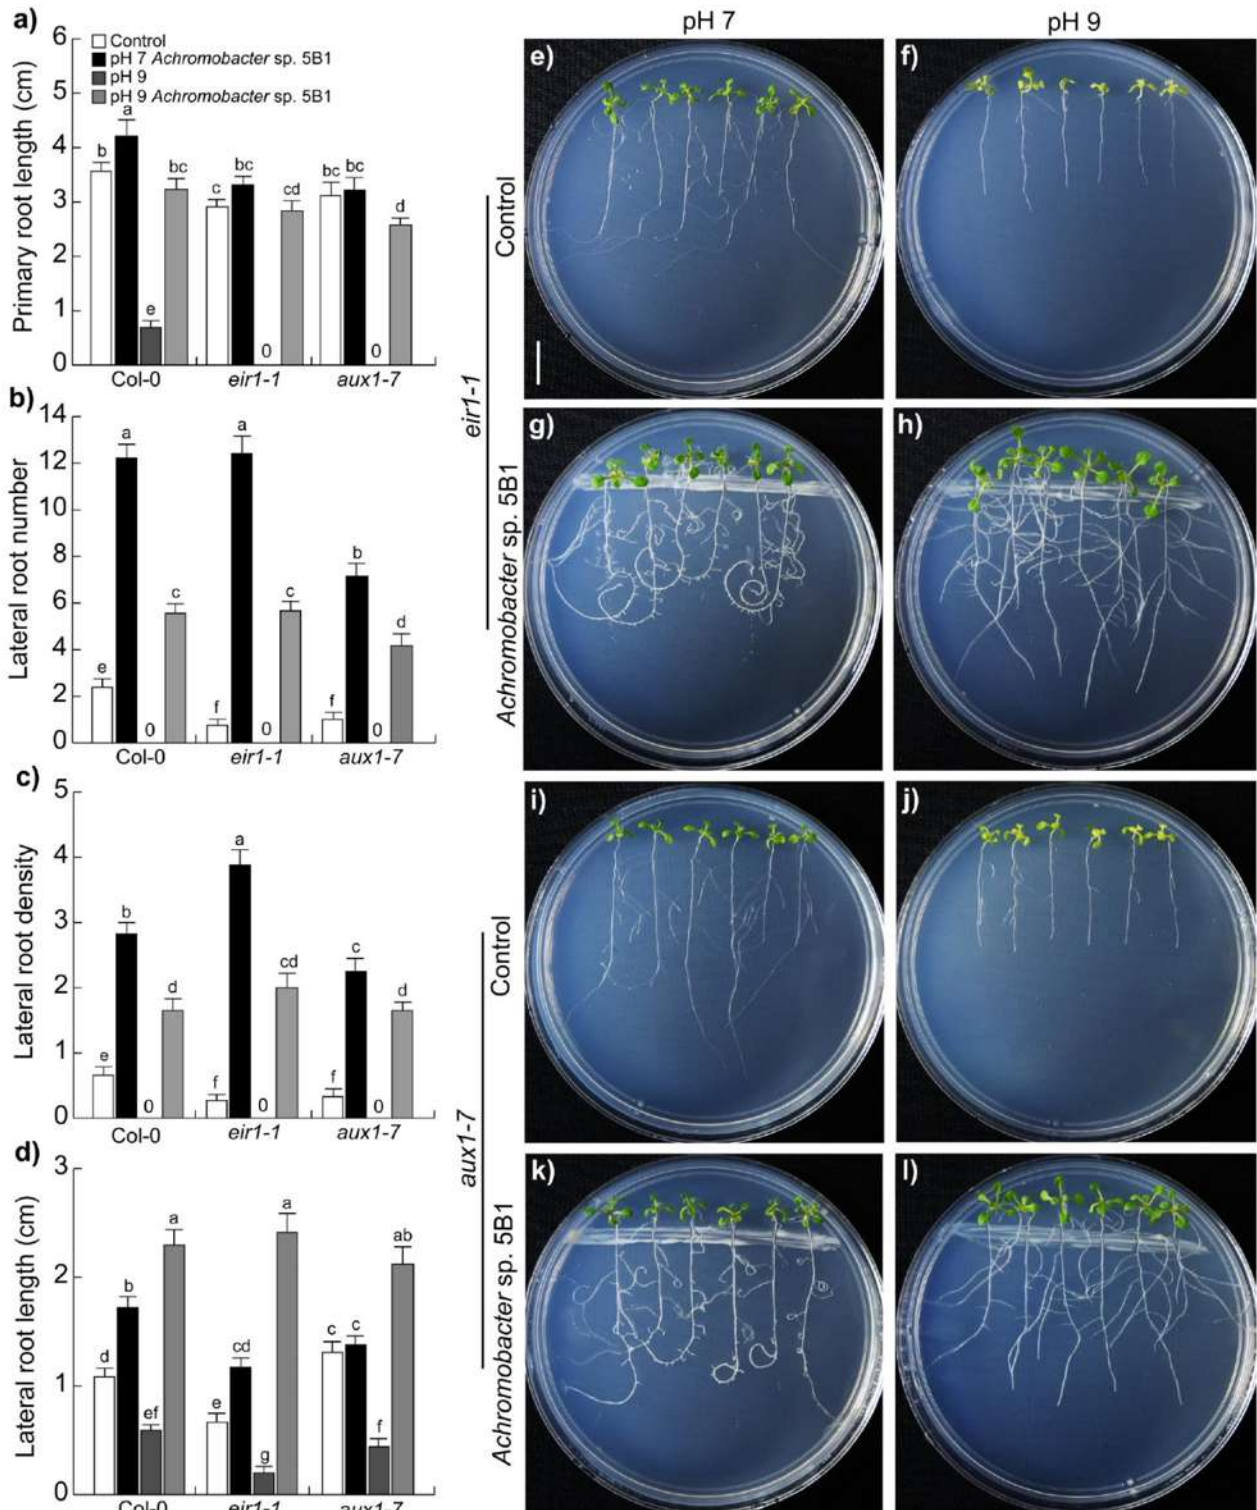 a)
Control
pH 7 Achromobacter sp. 5B1
pH 9
pH 9 Achromobacter sp. 5B1
Primary root length (cm)
6
5
4
3
2
1
0
b a e bc
c bc 0 cd
bc bc 0 d
Col-0 eir1-1 aux1-7
b)
Lateral root number
14
12
10
8
6
4
2
0
e a 0 c
f a 0 c
f b 0 d
Col-0 eir1-1 aux1-7
c)
Lateral root density
5
4
3
2
1
0
e b 0 d
f a 0 cd
f c 0 d
Col-0 eir1-1 aux1-7
d)
Lateral root length (cm)
3
2
1
0
d b ef a
e cd g a
c c f ab
Col-0 eir1-1 aux1-7
pH 7 pH 9
eir1-1
Control
e) f)
Achromobacter sp. 5B1
g) h)
aux1-7
Control
i) j)
Achromobacter sp. 5B1
k) l)